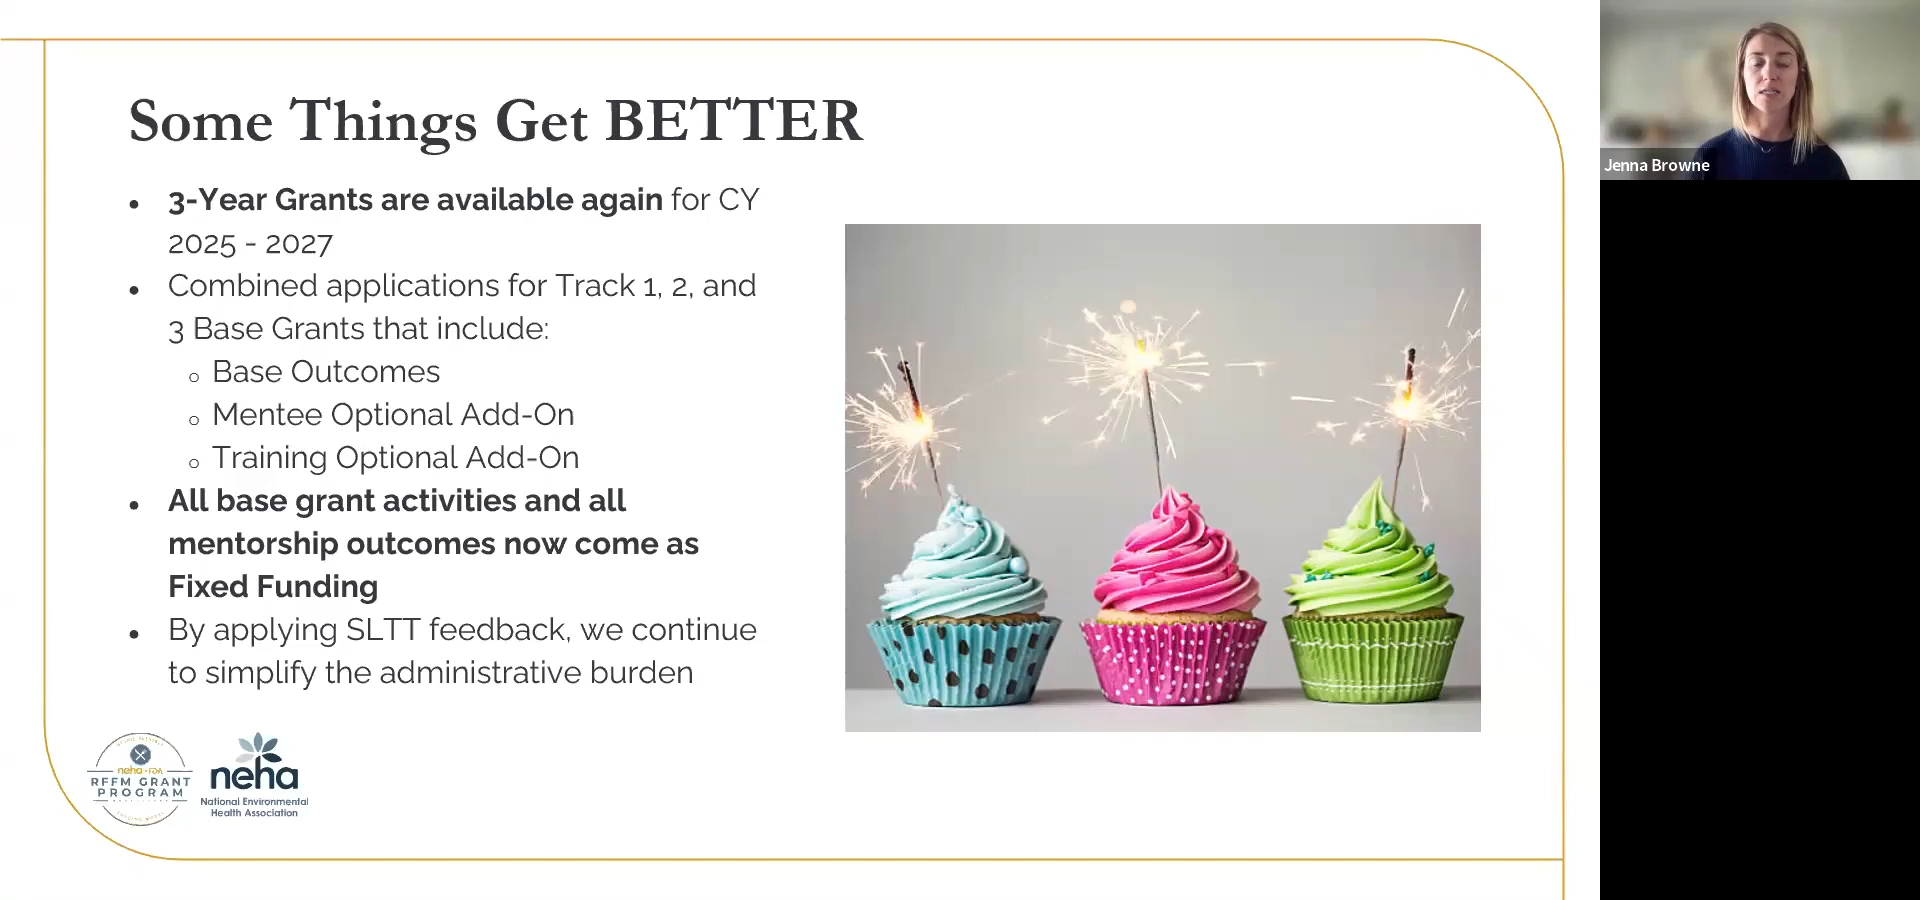 Some Things Get BETTER
• 3-Year Grants are available again for CY
2025 - 2027
• Combined applications for Track 1, 2, and
3 Base Grants that include:
o Base Outcomes
o Mentee Optional Add-On
o Training Optional Add-On
• All base grant activities and all
mentorship outcomes now come as
Fixed Funding
• By applying SLTT feedback, we continue
to simplify the administrative burden
neha · FDA
RFFM GRANT
PROGRAM
neha
National Environmental
Health Association
Jenna Browne